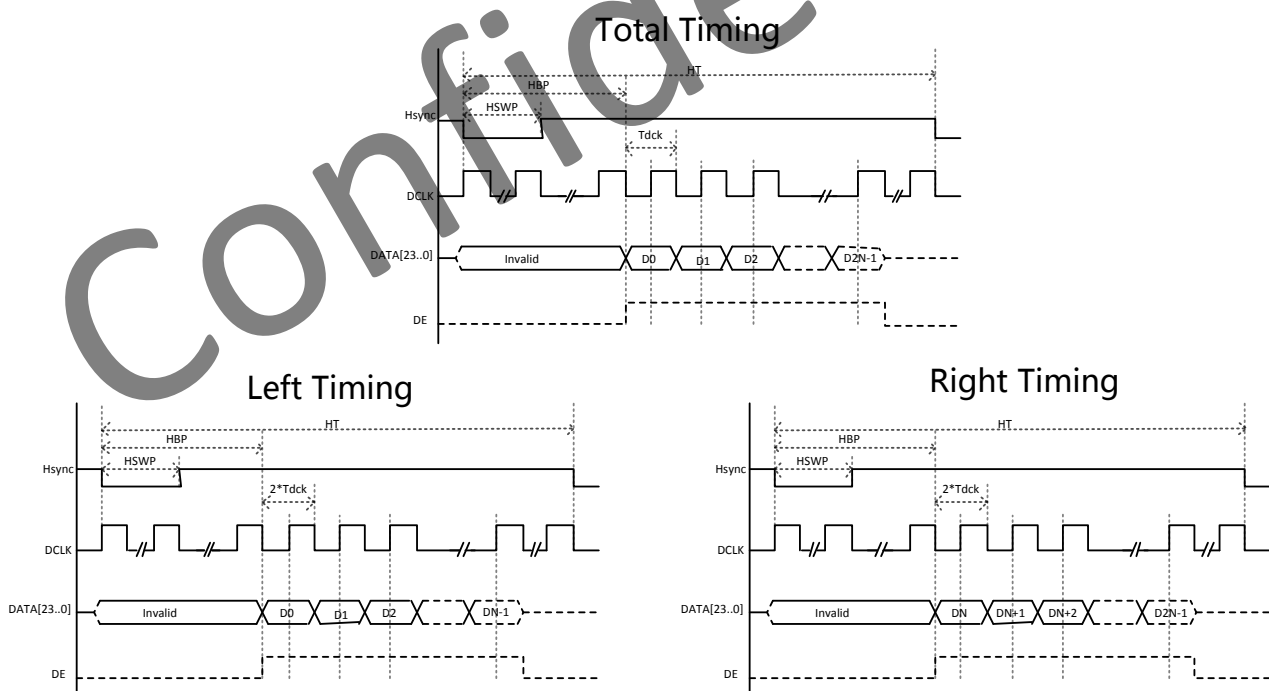 Total Timing
HT
HBP
HSWP
Hsync
Tdck
DCLK
DATA[23..0]
Invalid
D0
D1
D2
D2N-1
DE
Left Timing
HT
HBP
HSWP
Hsync
2*Tdck
DCLK
DATA[23..0]
Invalid
D0
D1
D2
DN-1
DE
Right Timing
HT
HBP
HSWP
Hsync
2*Tdck
DCLK
DATA[23..0]
Invalid
DN
DN+1
DN+2
D2N-1
DE
Confide